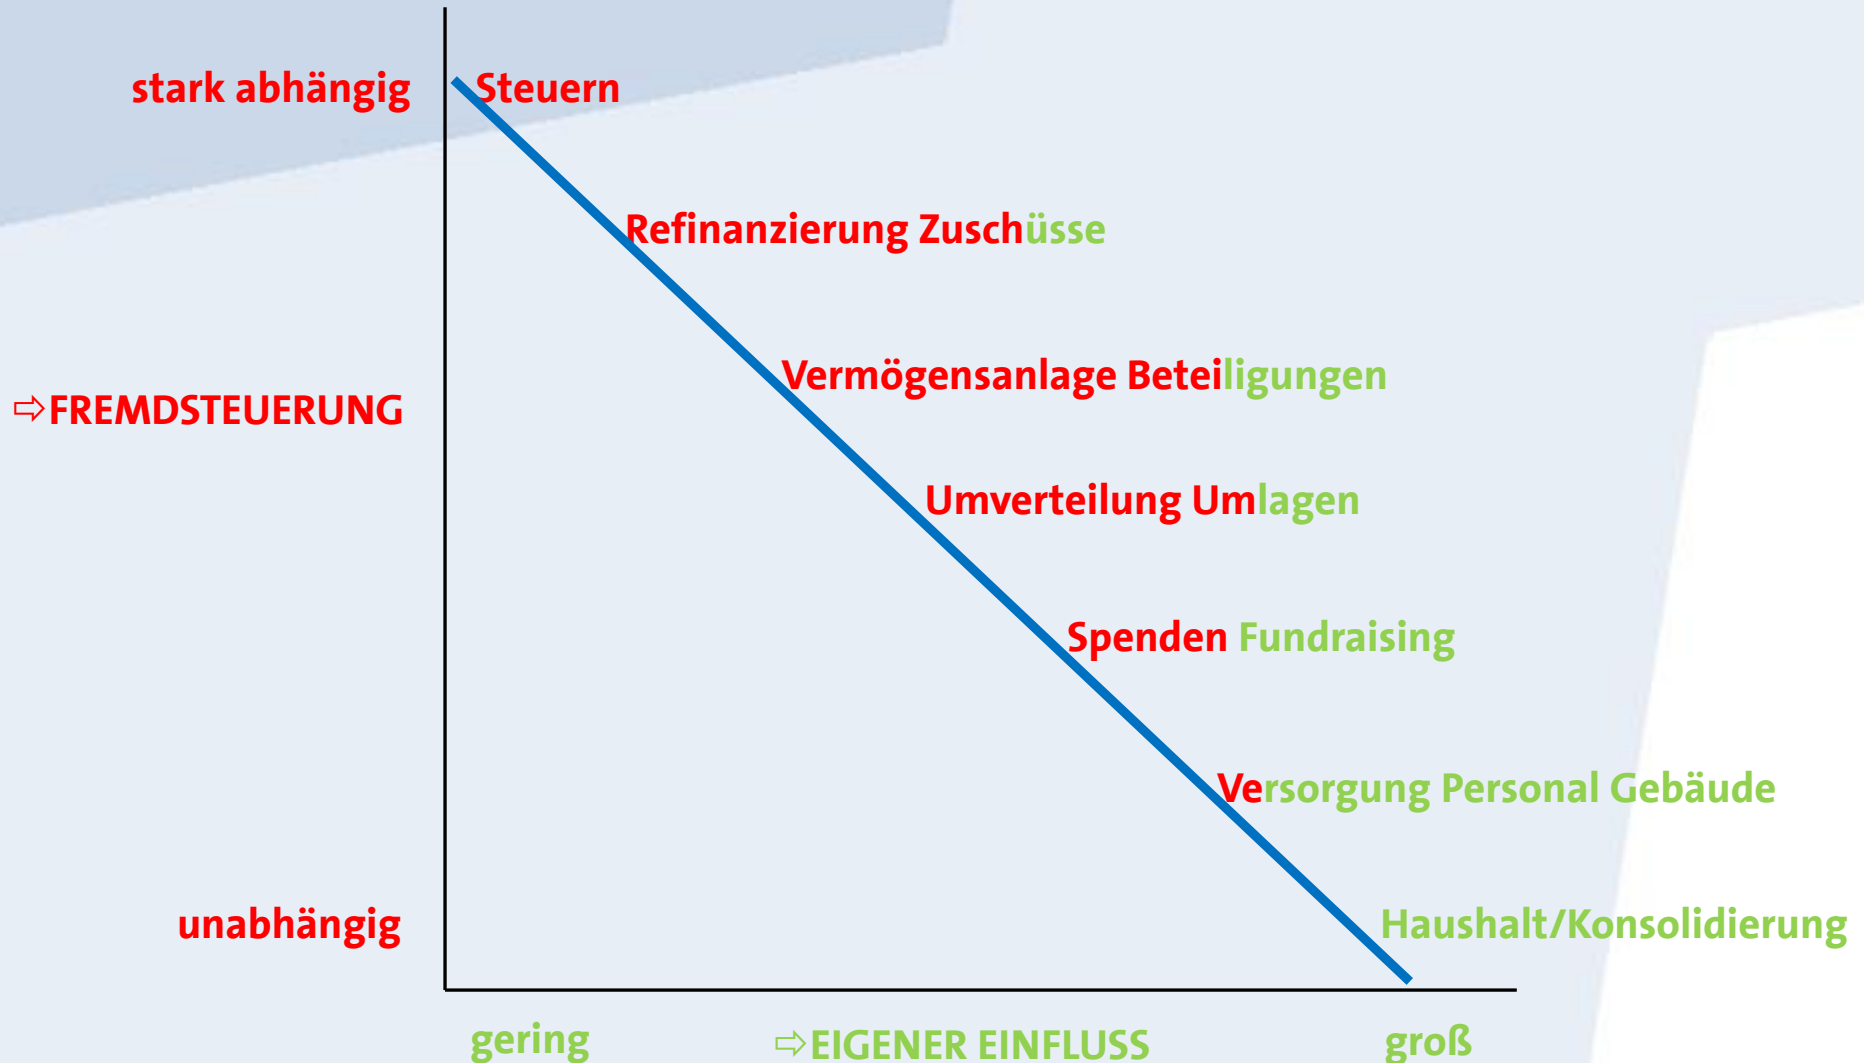 stark abhängig
Steuern
Refinanzierung Zuschüsse
Vermögensanlage Beteiligungen
⇨FREMDSTEUERUNG
Umverteilung Umlagen
Spenden Fundraising
Versorgung Personal Gebäude
unabhängig
Haushalt/Konsolidierung
gering
⇨EIGENER EINFLUSS
groß